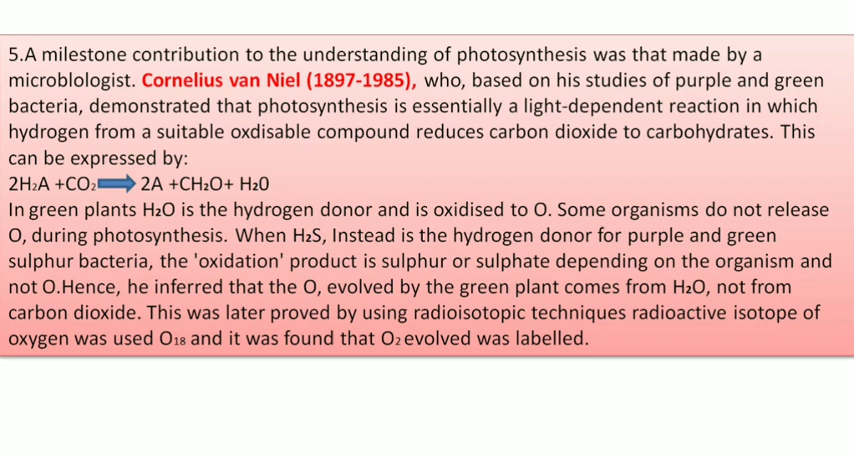 5.A milestone contribution to the understanding of photosynthesis was that made by a
microblologist. Cornelius van Niel (1897-1985), who, based on his studies of purple and green
bacteria, demonstrated that photosynthesis is essentially a light-dependent reaction in which
hydrogen from a suitable oxdisable compound reduces carbon dioxide to carbohydrates. This
can be expressed by:
2H₂A +CO₂ ➡ 2A +CH₂O+ H₂0
In green plants H₂O is the hydrogen donor and is oxidised to O. Some organisms do not release
O, during photosynthesis. When H₂S, Instead is the hydrogen donor for purple and green
sulphur bacteria, the 'oxidation' product is sulphur or sulphate depending on the organism and
not O.Hence, he inferred that the O, evolved by the green plant comes from H₂O, not from
carbon dioxide. This was later proved by using radioisotopic techniques radioactive isotope of
oxygen was used O₁₈ and it was found that O₂ evolved was labelled.